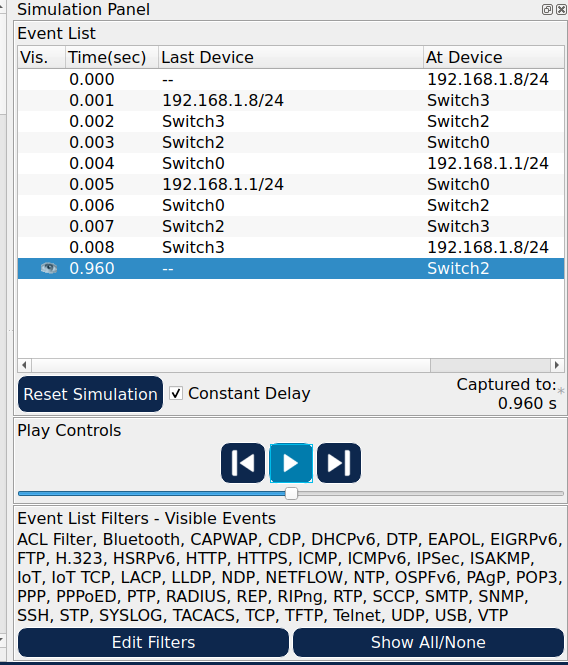 Simulation Panel
Event List
Vis. Time(sec) Last Device At Device
0.000 -- 192.168.1.8/24
0.001 192.168.1.8/24 Switch3
0.002 Switch3 Switch2
0.003 Switch2 Switch0
0.004 Switch0 192.168.1.1/24
0.005 192.168.1.1/24 Switch0
0.006 Switch0 Switch2
0.007 Switch2 Switch3
0.008 Switch3 192.168.1.8/24
0.960 -- Switch2
Reset Simulation Constant Delay Captured to:
0.960 s
Play Controls
Event List Filters - Visible Events
ACL Filter, Bluetooth, CAPWAP, CDP, DHCPv6, DTP, EAPOL, EIGRPv6,
FTP, H.323, HSRPv6, HTTP, HTTPS, ICMP, ICMPv6, IPSec, ISAKMP,
IoT, IoT TCP, LACP, LLDP, NDP, NETFLOW, NTP, OSPFv6, PAgP, POP3,
PPP, PPPoED, PTP, RADIUS, REP, RIPng, RTP, SCCP, SMTP, SNMP,
SSH, STP, SYSLOG, TACACS, TCP, TFTP, Telnet, UDP, USB, VTP
Edit Filters Show All/None